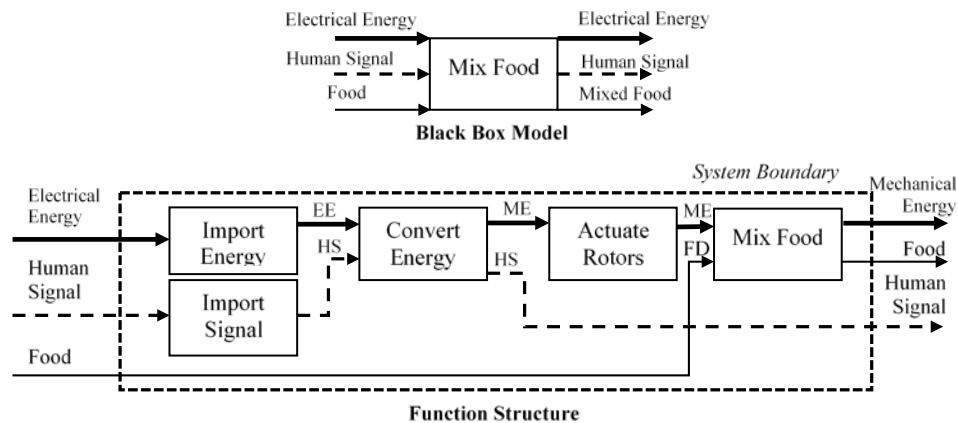 Electrical Energy
Electrical Energy
Human Signal
Mix Food
Human Signal
Food
Mixed Food
Black Box Model
System Boundary
Electrical
Energy
Mechanical
Energy
EE
ME
ME
Import
Energy
Convert
Energy
Actuate
Rotors
Mix Food
HS
HS
FD
Food
Human
Signal
Human
Signal
Import
Signal
Food
Function Structure